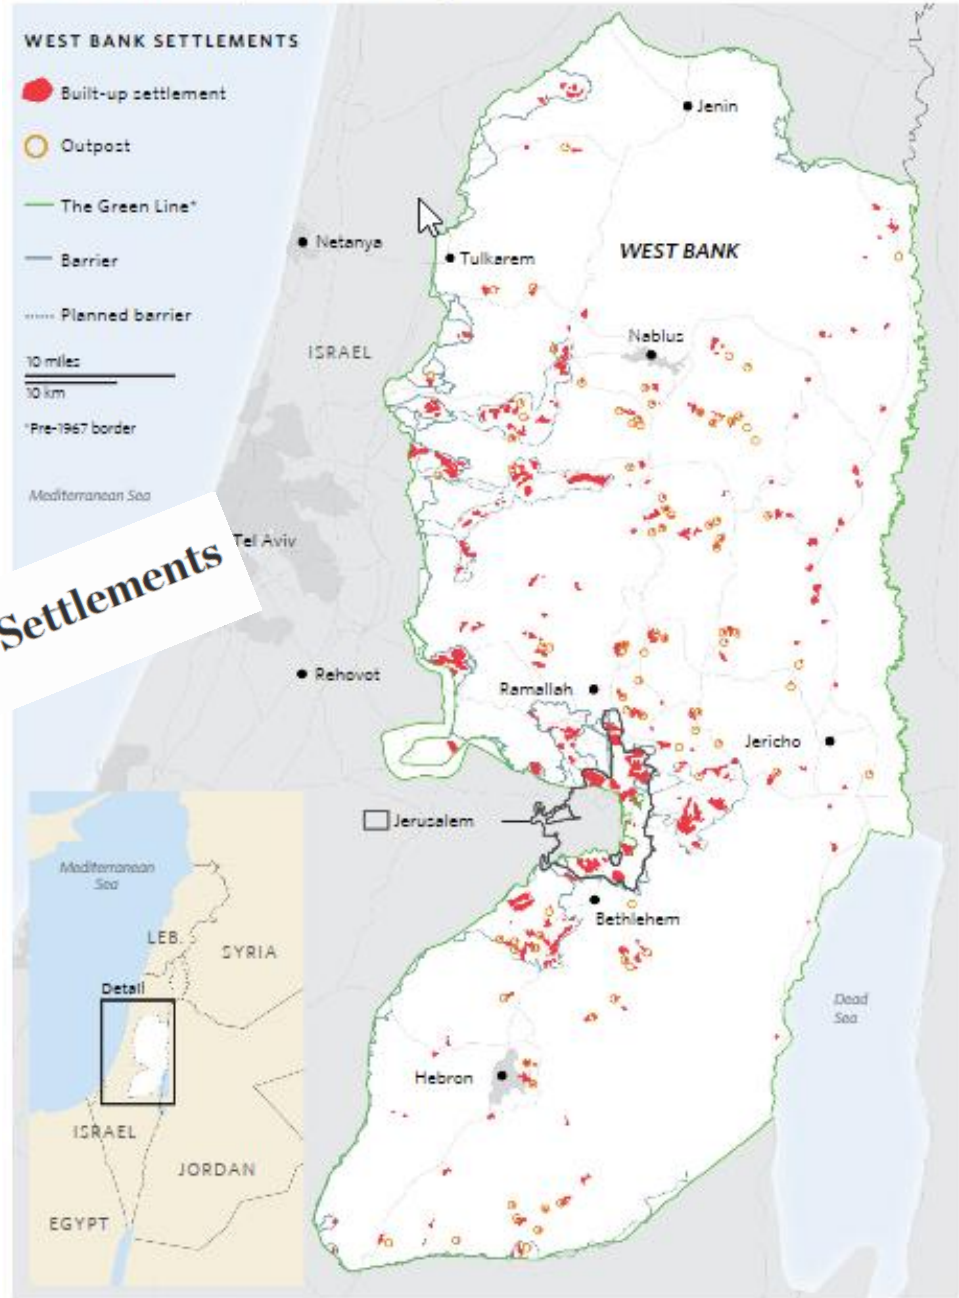 WEST BANK SETTLEMENTS
Built-up settlement
Outpost
The Green Line*
Barrier
Planned barrier
10 miles
10 km
*Pre-1967 border
Mediterranean Sea
Settlements
Jenin
Netanya
Tulkarem
WEST BANK
ISRAEL
Nablus
Tel Aviv
Rehovot
Ramallah
Jericho
Jerusalem
Bethlehem
Hebron
Dead
Sea
Mediterranean
Sea
LEB.
SYRIA
Detail
ISRAEL
JORDAN
EGYPT